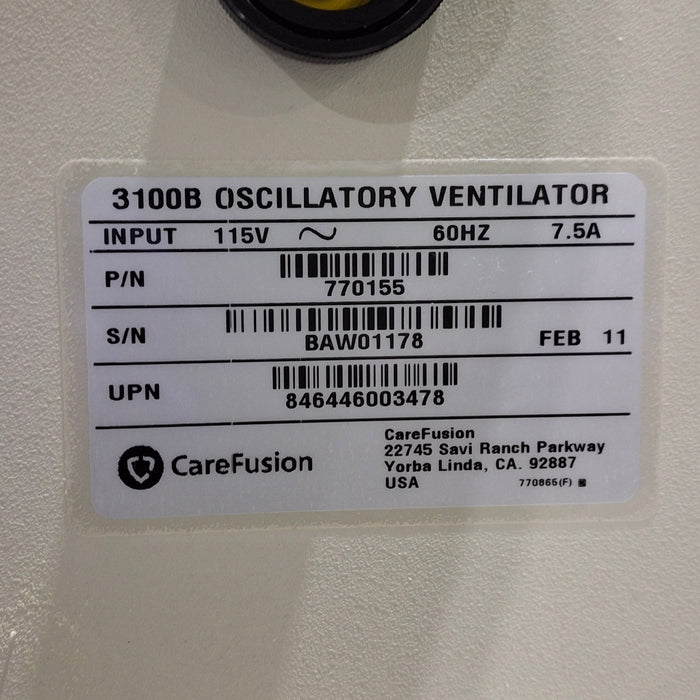 3100B OSCILLATORY VENTILATOR
INPUT 115V ~ 60HZ 7.5A
P/N 770155
S/N BAW01178 FEB 11
UPN 846446003478
CareFusion
CareFusion
22745 Savi Ranch Parkway
Yorba Linda, CA. 92887
USA 770865(F)